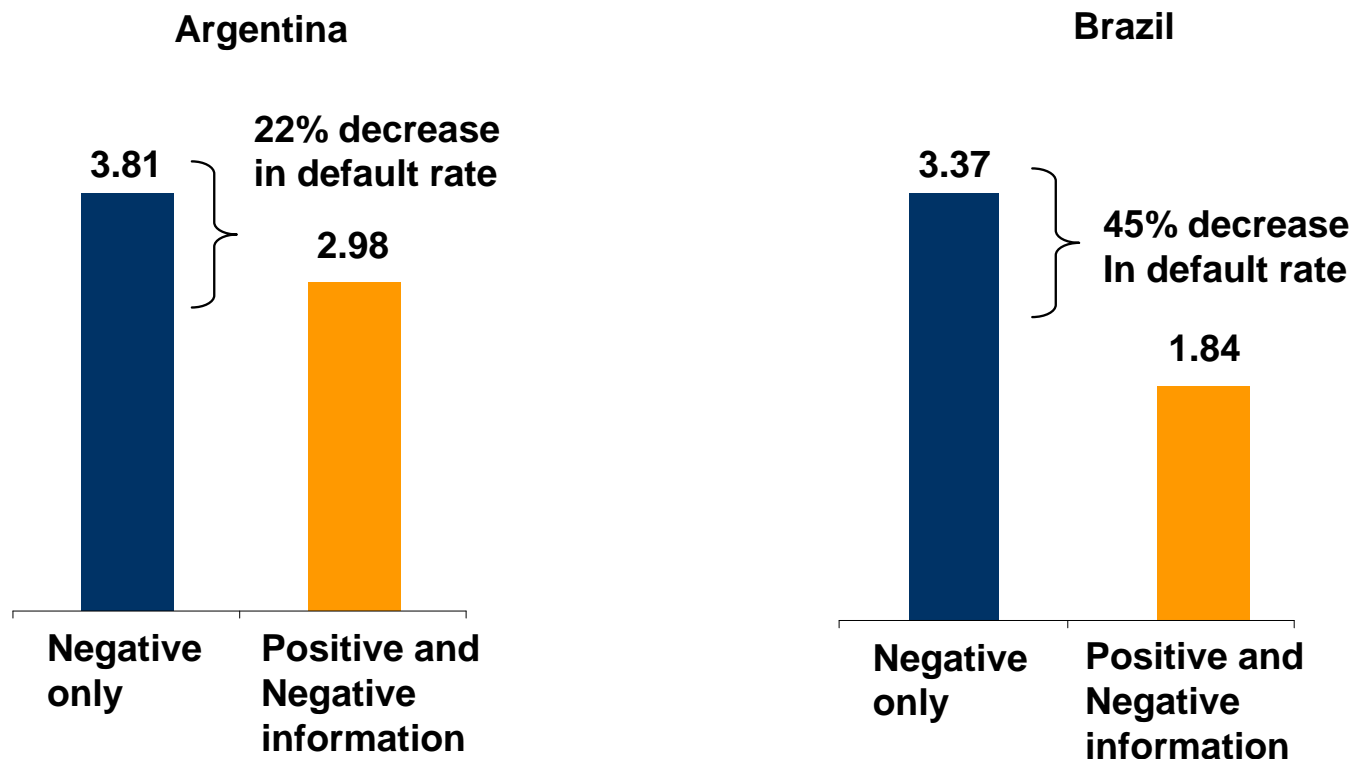 Argentina
22% decrease
in default rate
3.81
2.98
Negative
only
Positive and
Negative
information
Brazil
3.37
45% decrease
In default rate
1.84
Negative
only
Positive and
Negative
information